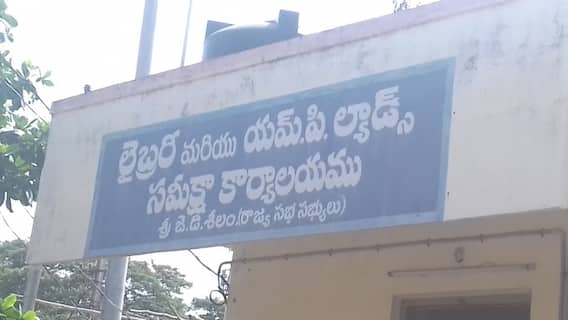 లైబ్రరీ మరియు యమ్.పి. ల్యాడ్స్
సమీక్షా కార్యాలయము
శ్రీ జె.డి.శీలం.(రాజ్య సభ సభ్యులు)